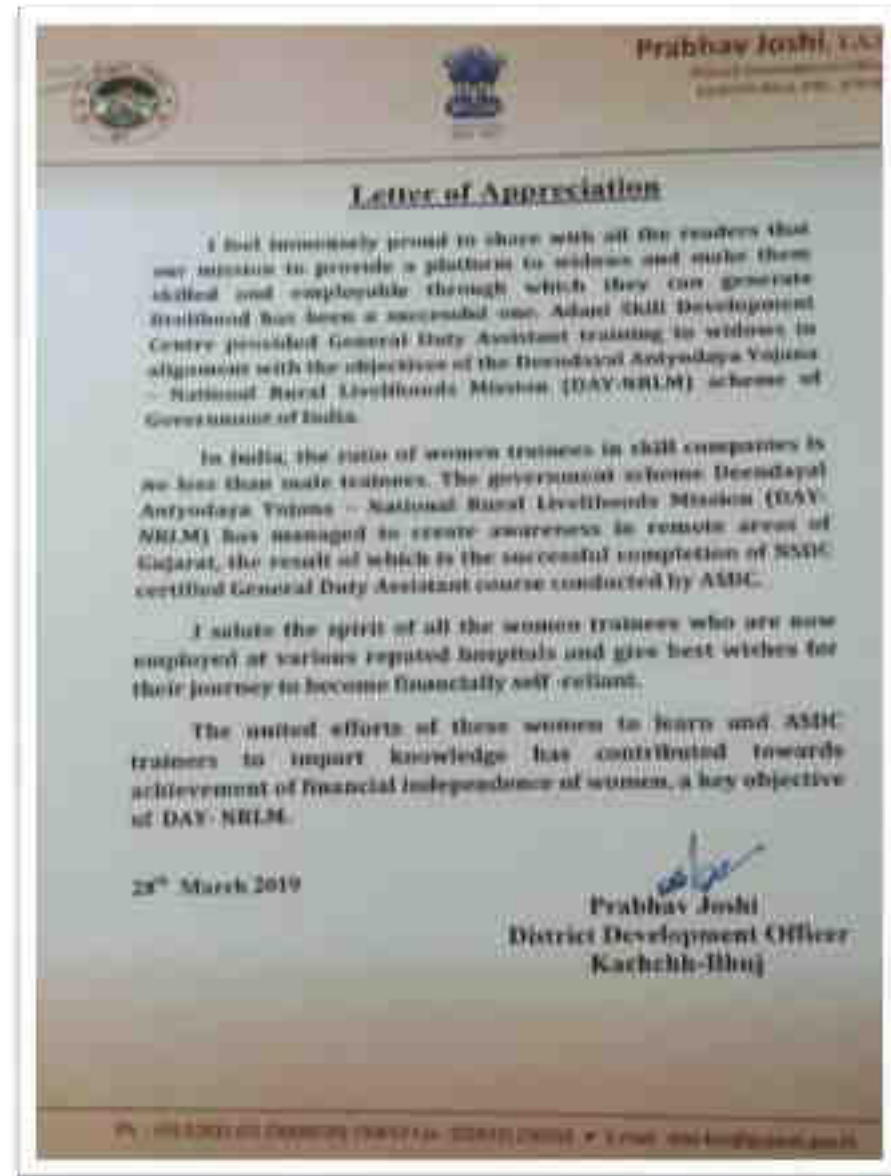 Prabhav Joshi, I.A.S
Letter of Appreciation
I feel immensely proud to share with all the readers that
our mission to provide a platform to widows and make them
skilled and employable through which they can generate
livelihood has been a successful one. Adani Skill Development
Centre provided General Duty Assistant training to widows in
alignment with the objectives of the Deendayal Antyodaya Yojana
– National Rural Livelihoods Mission (DAY-NRLM) scheme of
Government of India.
In India, the ratio of women trainees in skill companies is
no less than male trainees. The government scheme Deendayal
Antyodaya Yojana – National Rural Livelihoods Mission (DAY-
NRLM) has managed to create awareness in remote areas of
Gujarat, the result of which is the successful completion of NSDC
certified General Duty Assistant course conducted by ASDC.
I salute the spirit of all the women trainees who are now
employed at various reputed hospitals and give best wishes for
their journey to become financially self -reliant.
The united efforts of these women to learn and ASDC
trainers to impart knowledge has contributed towards
achievement of financial independence of women, a key objective
of DAY- NRLM.
28th March 2019
Prabhav Joshi
District Development Officer
Kachchh-Bhuj